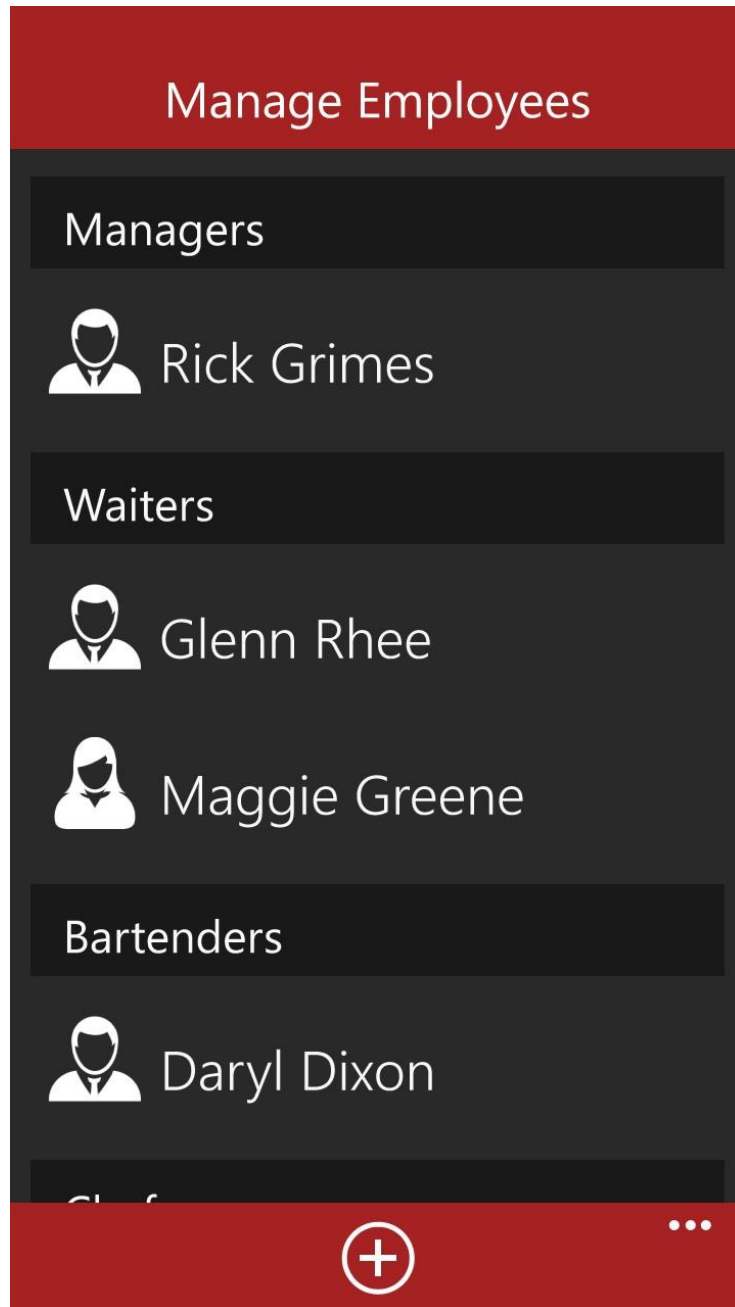 Manage Employees
Managers
Rick Grimes
Waiters
Glenn Rhee
Maggie Greene
Bartenders
Daryl Dixon